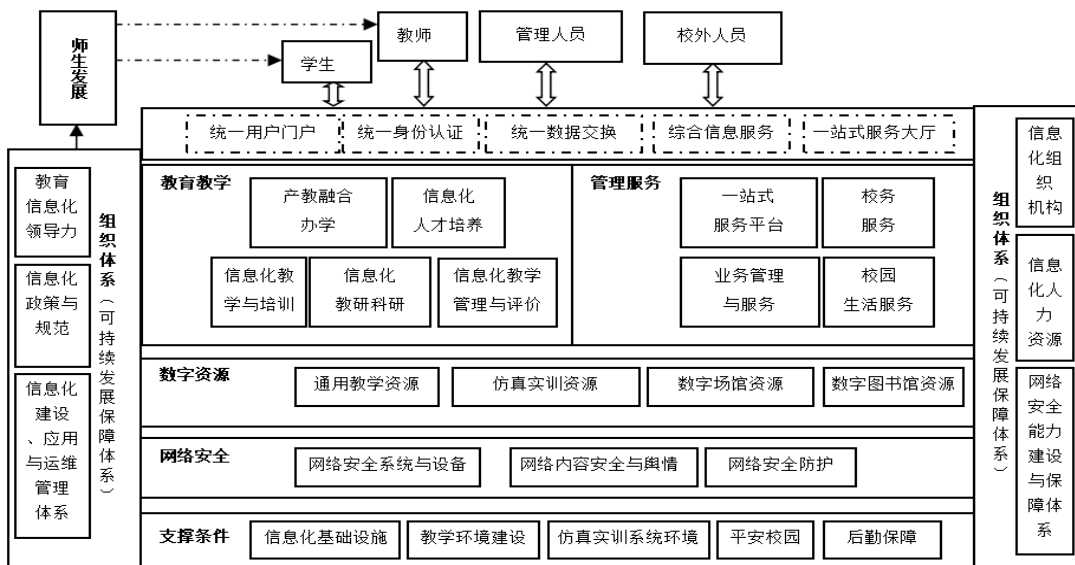 师生发展
教师
管理人员
校外人员
学生
统一用户门户
统一身份认证
统一数据交换
综合信息服务
一站式服务大厅
教育
信息化
领导力
信息化
政策与
规范
信息化
建设
、应用
与运维
管理
体系
组织体系（可持续发展保障体系）
教育教学
产教融合
办学
信息化
人才培养
信息化教
学与培训
信息化
教研科研
信息化教学
管理与评价
管理服务
一站式
服务平台
校务
服务
业务管理
与服务
校园
生活服务
数字资源
通用教学资源
仿真实训资源
数字场馆资源
数字图书馆资源
网络安全
网络安全系统与设备
网络内容安全与舆情
网络安全防护
支撑条件
信息化基础设施
教学环境建设
仿真实训系统环境
平安校园
后勤保障
组织体系（可持续发展保障体系）
信息
化组
织
机构
信息
化人
力
资源
网络
安全
能力
建设
与保
障体
系